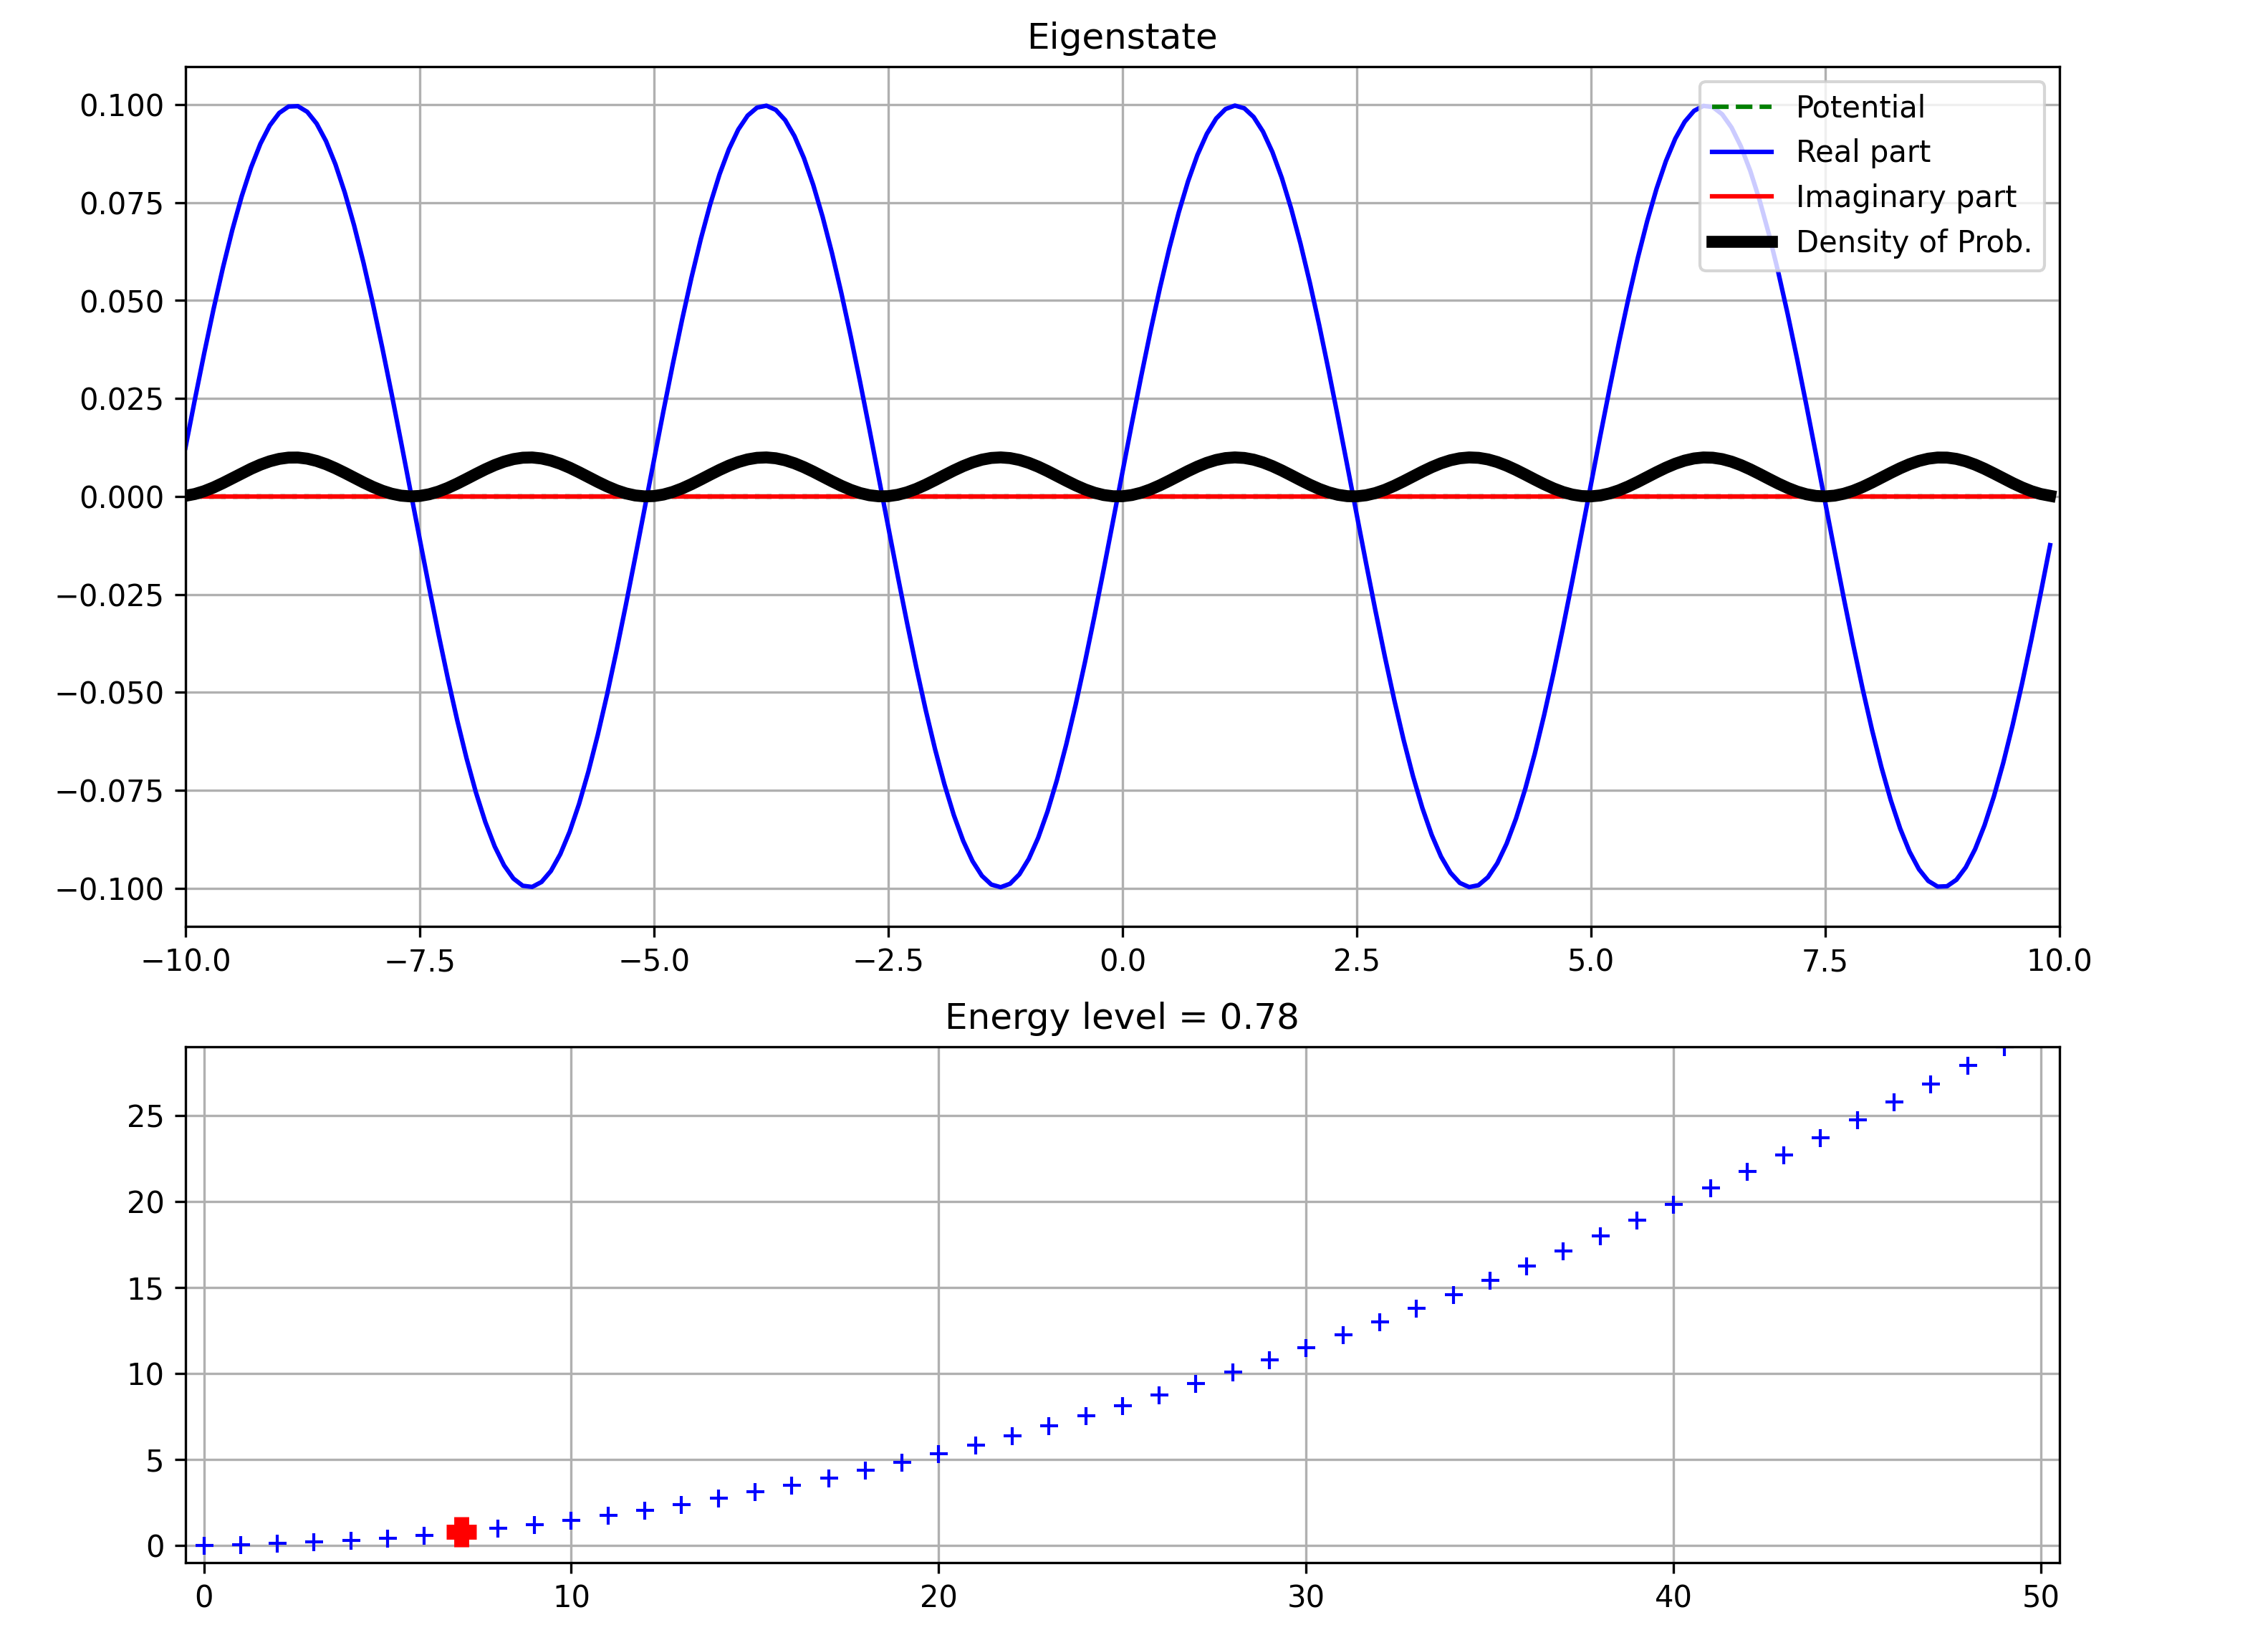 Eigenstate
0.100
0.075
0.050
0.025
0.000
−0.025
−0.050
−0.075
−0.100
Potential
Real part
Imaginary part
Density of Prob.
−10.0 −7.5 −5.0 −2.5 0.0 2.5 5.0 7.5 10.0
Energy level = 0.78
25
20
15
10
5
0
0 10 20 30 40 50